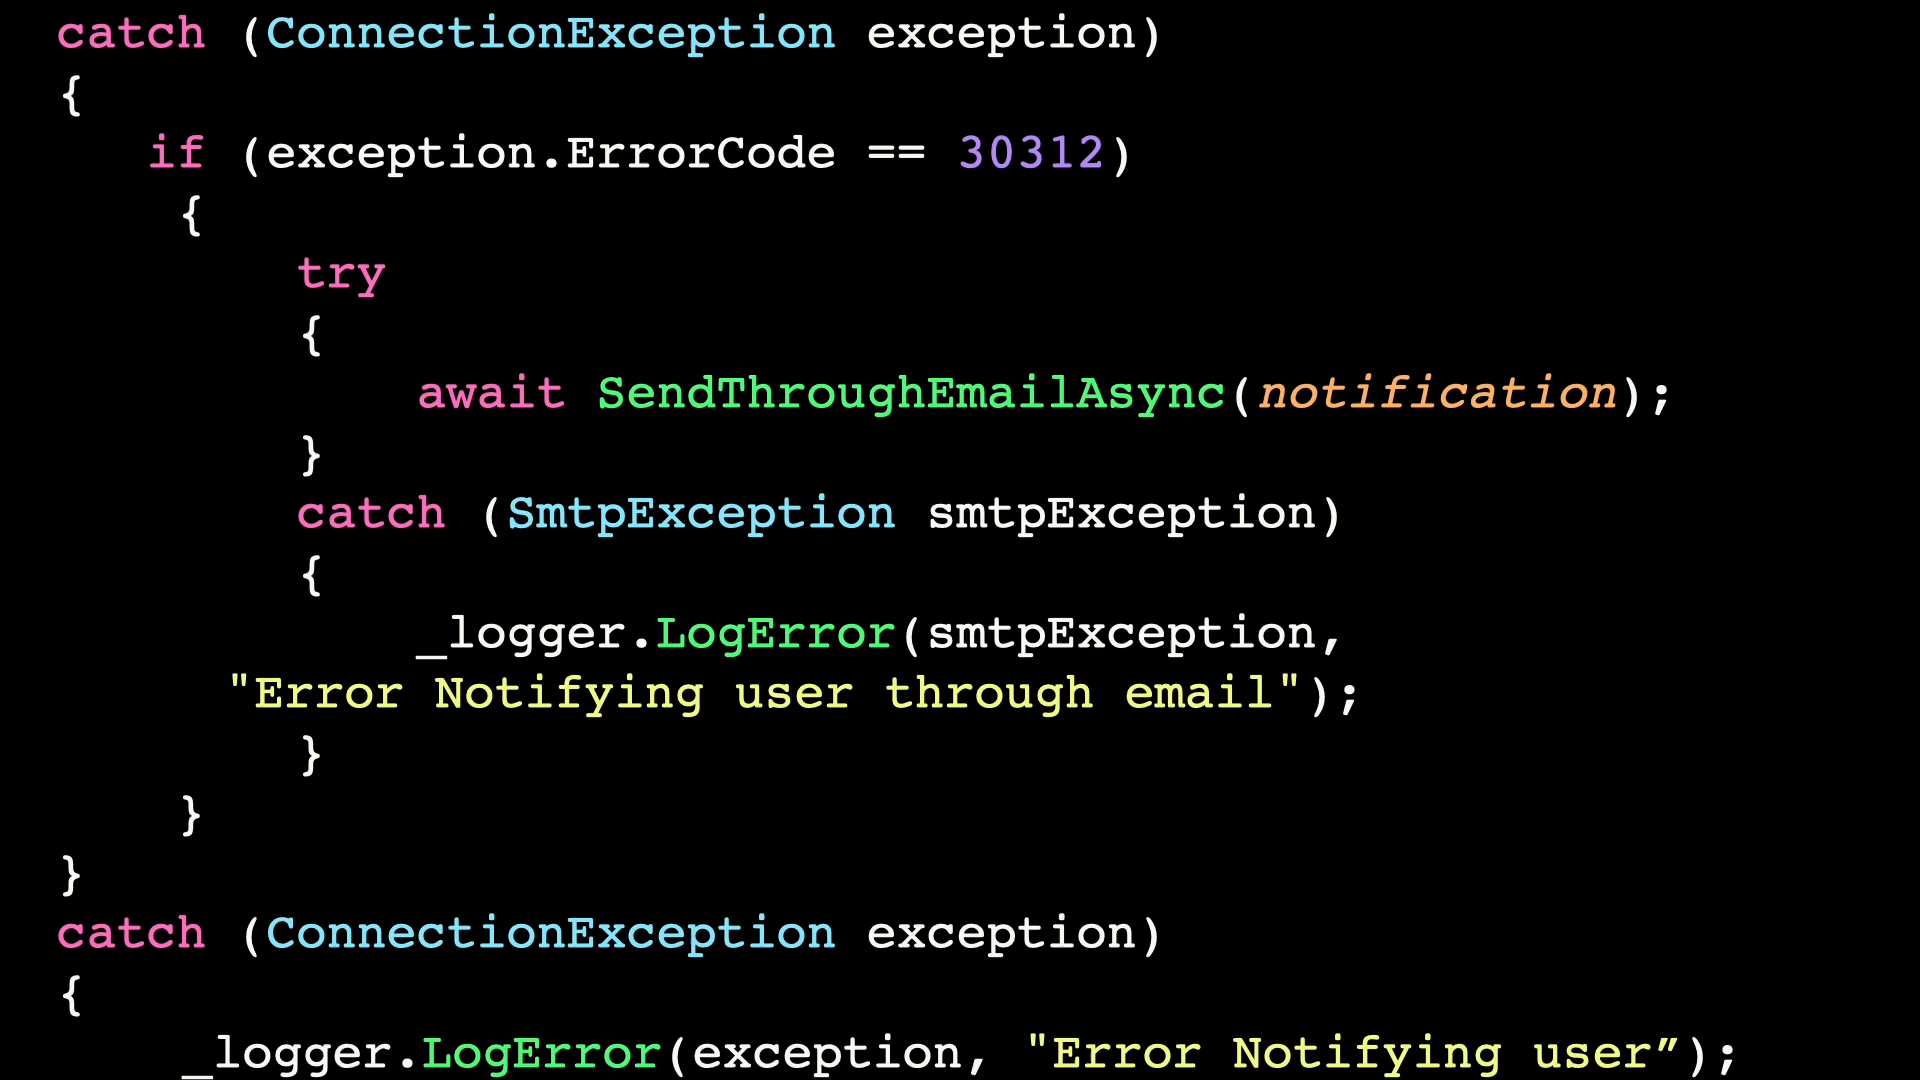 catch (ConnectionException exception)
{
if (exception.ErrorCode == 30312)
{
try
{
await SendThroughEmailAsync(notification);
}
catch (SmtpException smtpException)
{
_logger.LogError(smtpException,
"Error Notifying user through email");
}
}
}
catch (ConnectionException exception)
{
_logger.LogError(exception, "Error Notifying user”);